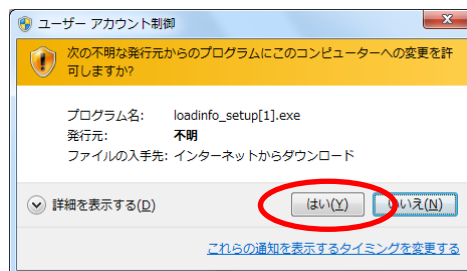 ユーザー アカウント制御
次の不明な発行元からのプログラムにこのコンピューターへの変更を許
可しますか?
プログラム名: loadinfo_setup[1].exe
発行元: 不明
ファイルの入手先: インターネットからダウンロード
詳細を表示する(D) はい(Y) いいえ(N)
これらの通知を表示するタイミングを変更する